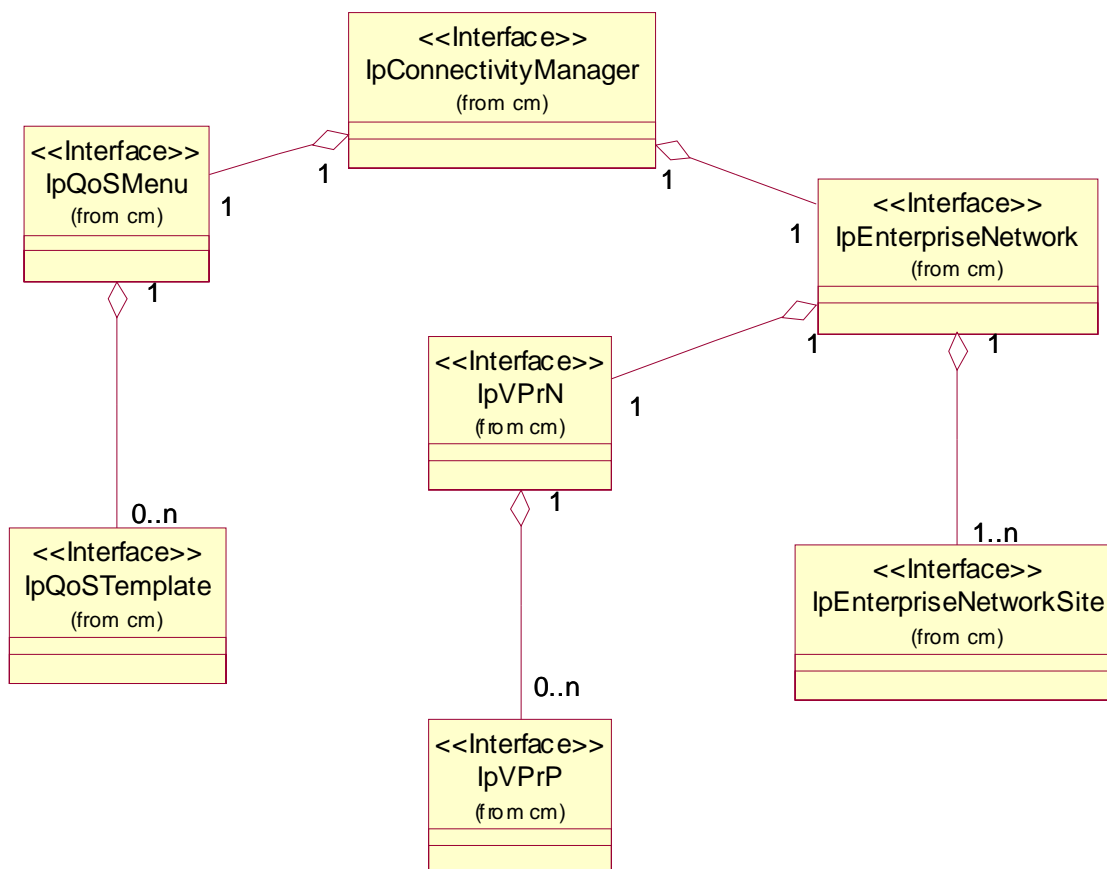 <<Interface>>
IpConnectivityManager
(from cm)
<<Interface>>
IpQoSMenu
(from cm)
1
1
1
1
<<Interface>>
IpEnterpriseNetwork
(from cm)
1
1
1
<<Interface>>
IpVPrN
(from cm)
1
1
0..n
<<Interface>>
IpQoSTemplate
(from cm)
1..n
<<Interface>>
IpEnterpriseNetworkSite
(from cm)
0..n
<<Interface>>
IpVPrP
(from cm)